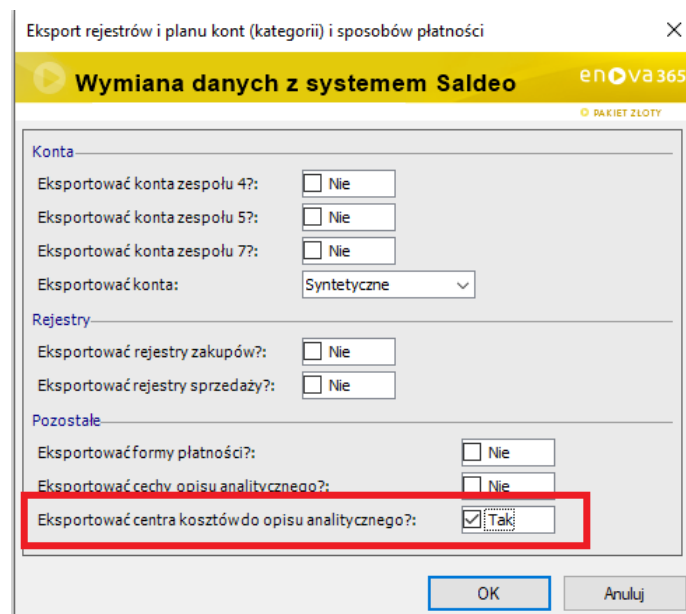 Eksport rejestrów i planu kont (kategorii) i sposobów płatności
Wymiana danych z systemem Saldeo
enova365
PAKIET ZŁOTY
Konta
Eksportować konta zespołu 4?: Nie
Eksportować konta zespołu 5?: Nie
Eksportować konta zespołu 7?: Nie
Eksportować konta: Syntetyczne
Rejestry
Eksportować rejestry zakupów?: Nie
Eksportować rejestry sprzedaży?: Nie
Pozostałe
Eksportować formy płatności?: Nie
Eksportować cechy opisu analitycznego?: Nie
Eksportować centra kosztów do opisu analitycznego?: Tak
OK Anuluj